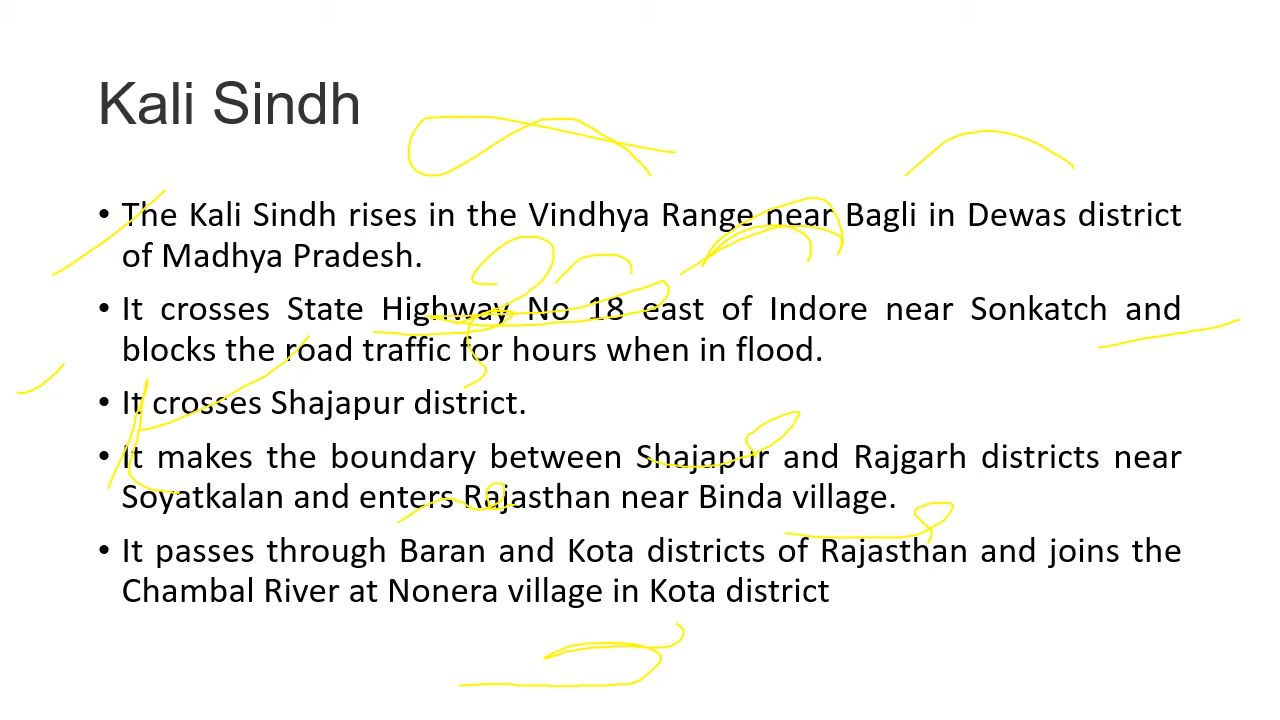 Kali Sindh
• The Kali Sindh rises in the Vindhya Range near Bagli in Dewas district
of Madhya Pradesh.
• It crosses State Highway No 18 east of Indore near Sonkatch and
blocks the road traffic for hours when in flood.
• It crosses Shajapur district.
• It makes the boundary between Shajapur and Rajgarh districts near
Soyatkalan and enters Rajasthan near Binda village.
• It passes through Baran and Kota districts of Rajasthan and joins the
Chambal River at Nonera village in Kota district